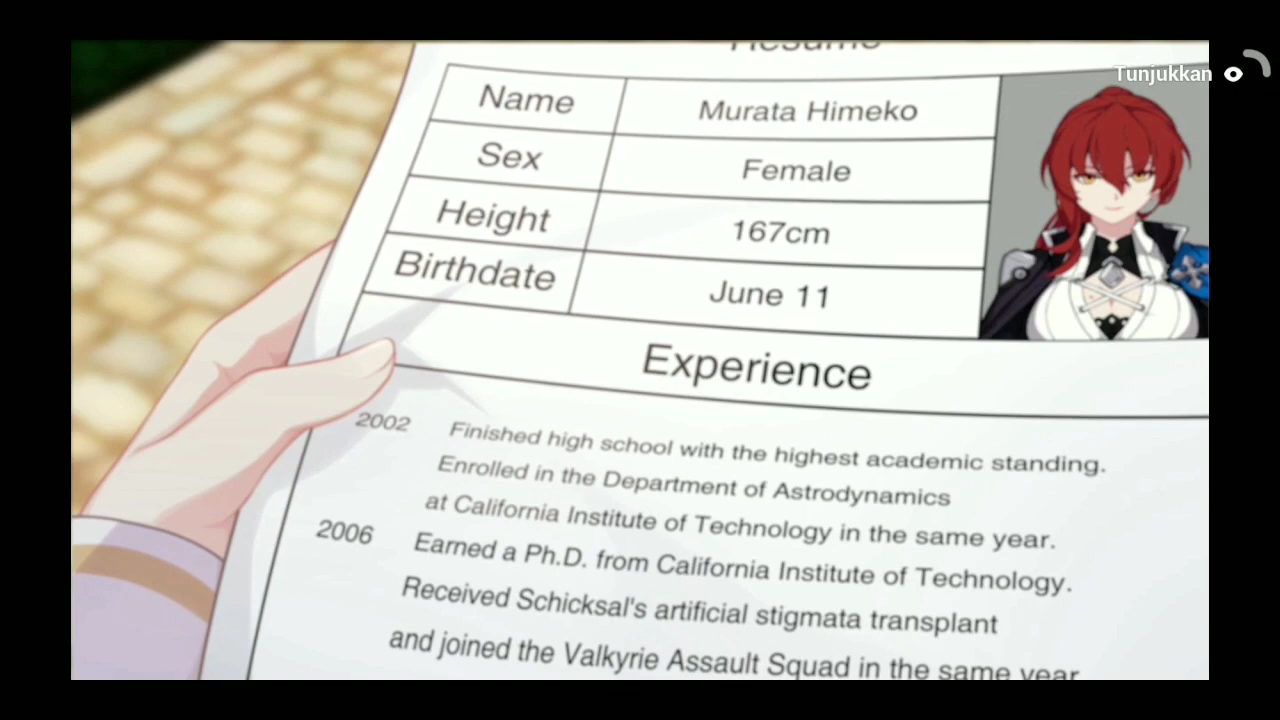 Resume
Tunjukkan
Name Murata Himeko
Sex Female
Height 167cm
Birthdate June 11
Experience
2002 Finished high school with the highest academic standing.
Enrolled in the Department of Astrodynamics
at California Institute of Technology in the same year.
2006 Earned a Ph.D. from California Institute of Technology.
Received Schicksal's artificial stigmata transplant
and joined the Valkyrie Assault Squad in the same year